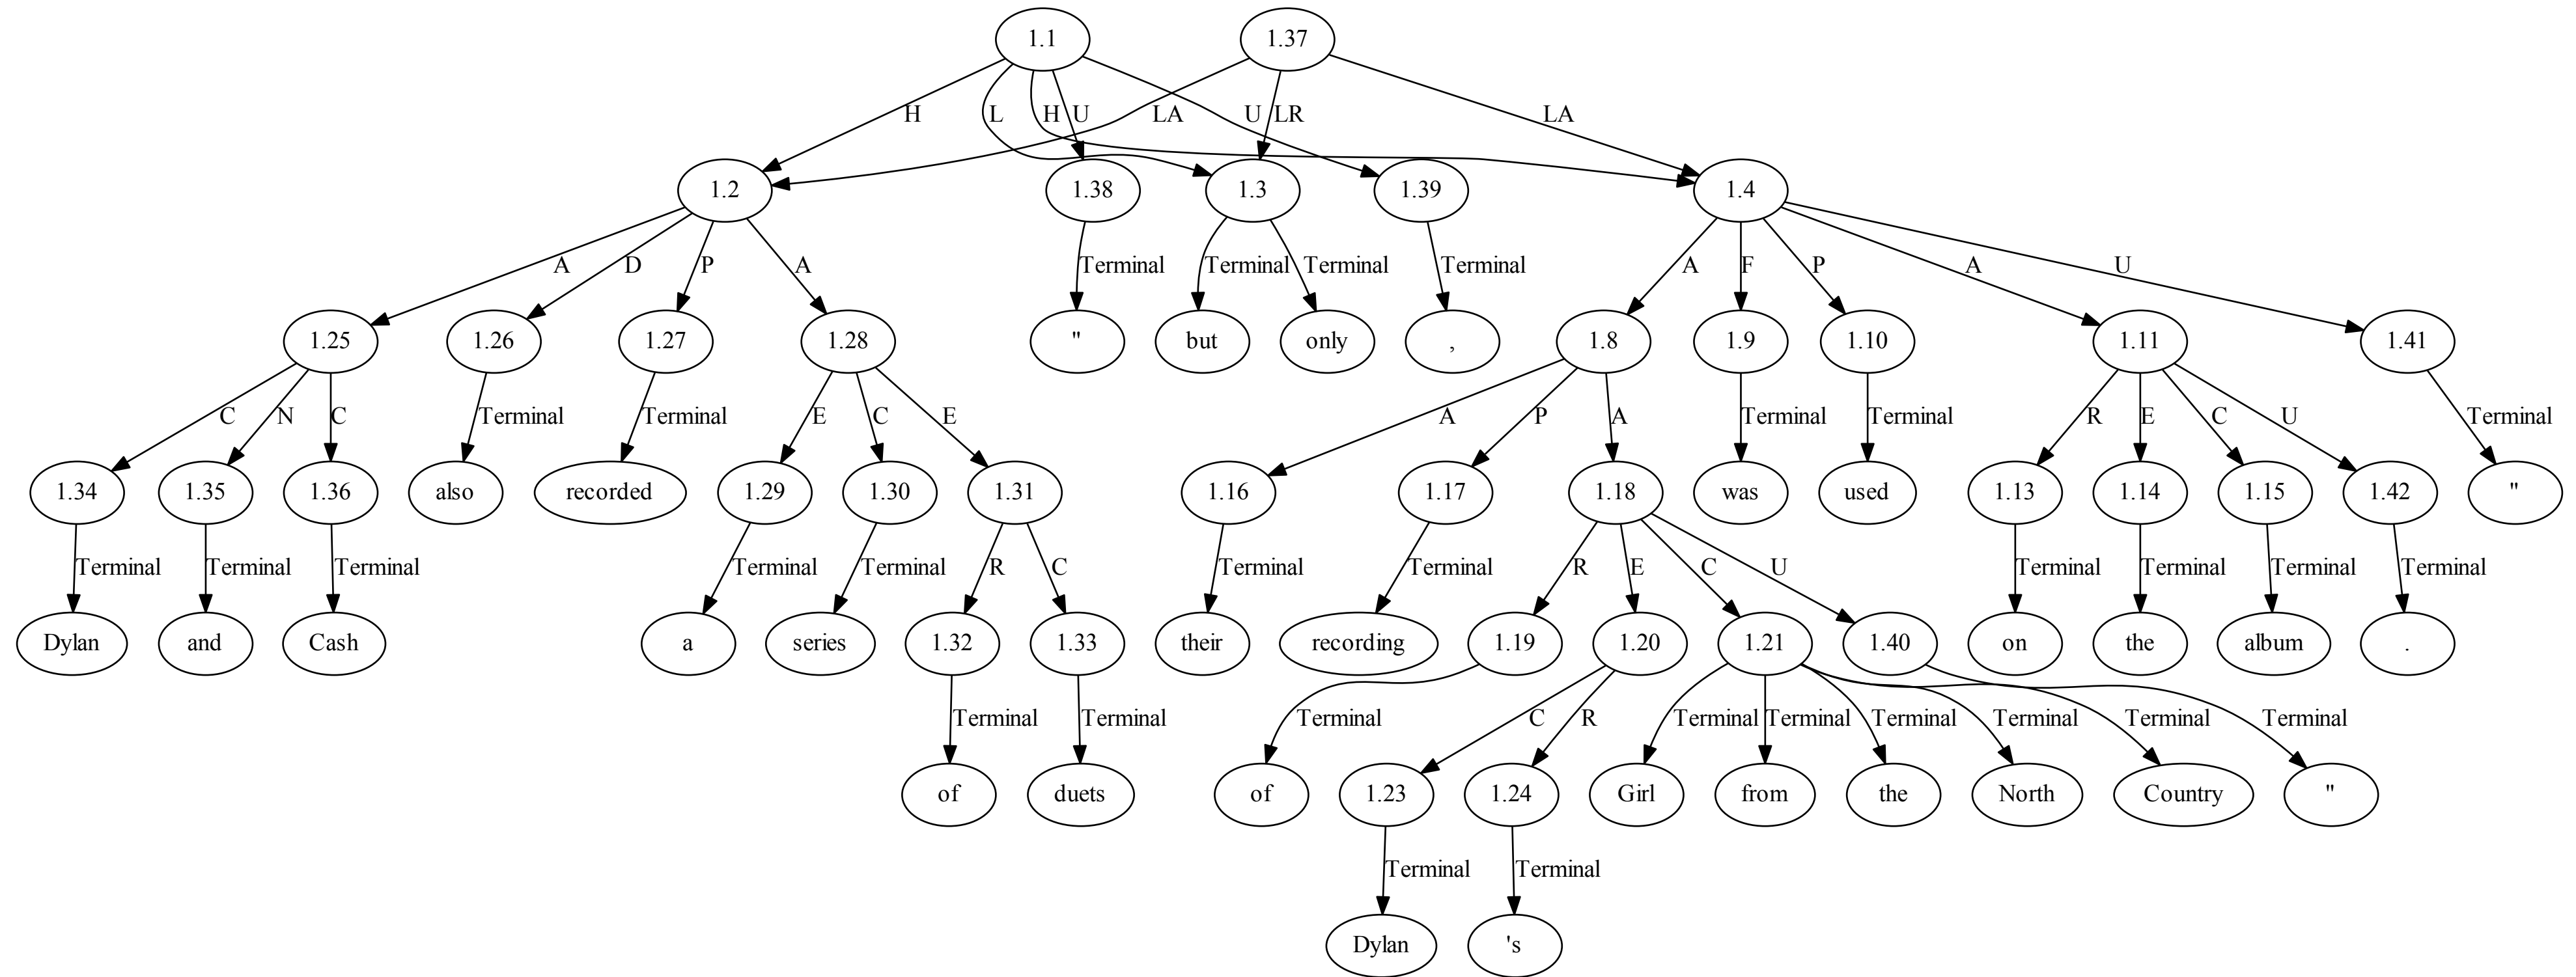 1.1 1.37
H L H U LA U LR LA
1.2 1.38 1.3 1.39 1.4
A D P A Terminal Terminal Terminal Terminal A F P A U
1.25 1.26 1.27 1.28 " but only , 1.8 1.9 1.10 1.11 1.41
C N C Terminal Terminal E C E A P A Terminal Terminal R E C U Terminal
1.34 1.35 1.36 also recorded 1.29 1.30 1.31 1.16 1.17 1.18 was used 1.13 1.14 1.15 1.42 "
Terminal Terminal Terminal Terminal Terminal R C Terminal Terminal R E C U Terminal Terminal Terminal Terminal
Dylan and Cash a series 1.32 1.33 their recording 1.19 1.20 1.21 1.40 on the album .
Terminal Terminal Terminal C R Terminal Terminal Terminal Terminal Terminal Terminal
of duets of 1.23 1.24 Girl from the North Country "
Terminal Terminal
Dylan 's